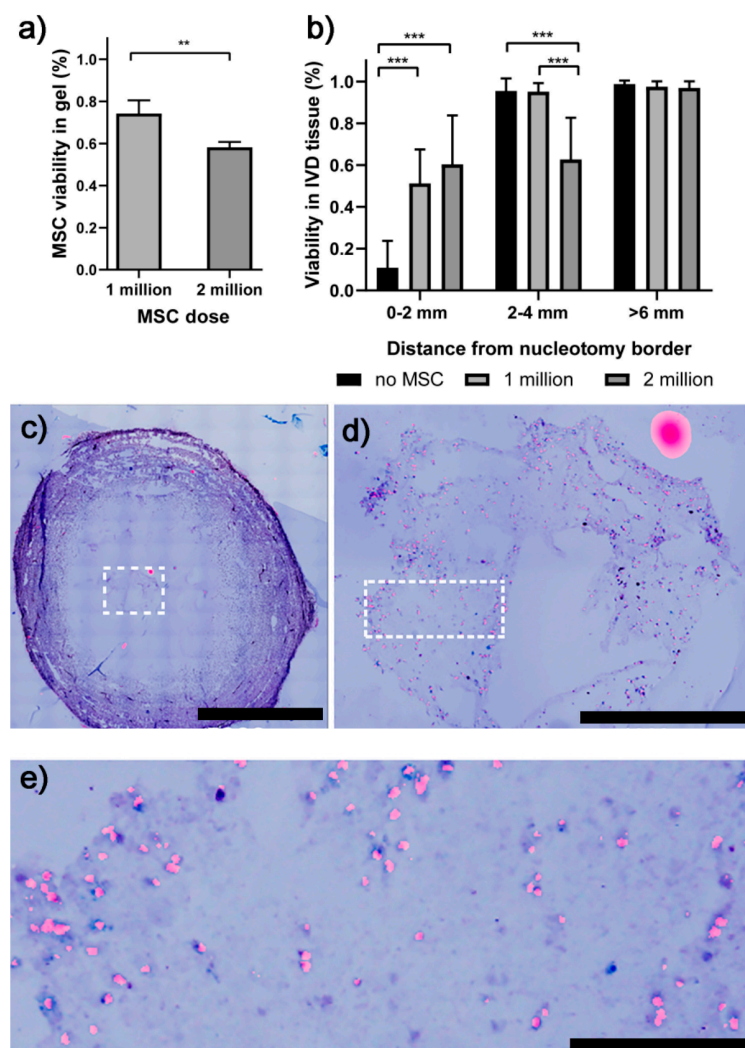 a)
**
MSC viability in gel (%)
1.0
0.8
0.6
0.4
0.2
0.0
1 million
2 million
MSC dose
b)
***
***
***
***
Viability in IVD tissue (%)
1.0
0.8
0.6
0.4
0.2
0.0
0-2 mm
2-4 mm
>6 mm
Distance from nucleotomy border
no MSC
1 million
2 million
c)
d)
e)